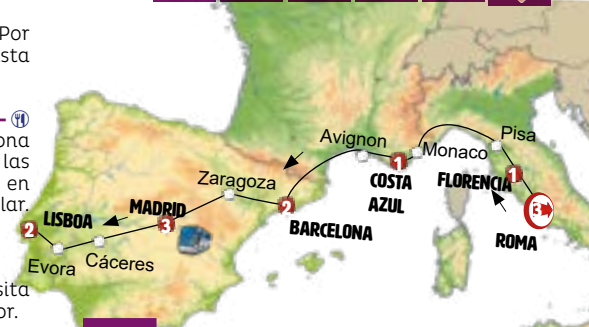 Por
sta
ona
las
en
lar.
sita
or.
Avignon
Pisa
1
Monaco
Zaragoza
COSTA
AZUL
FLORENCIA
1
MADRID
2
3
LISBOA
2
3
BARCELONA
ROMA
Evora
Cáceres